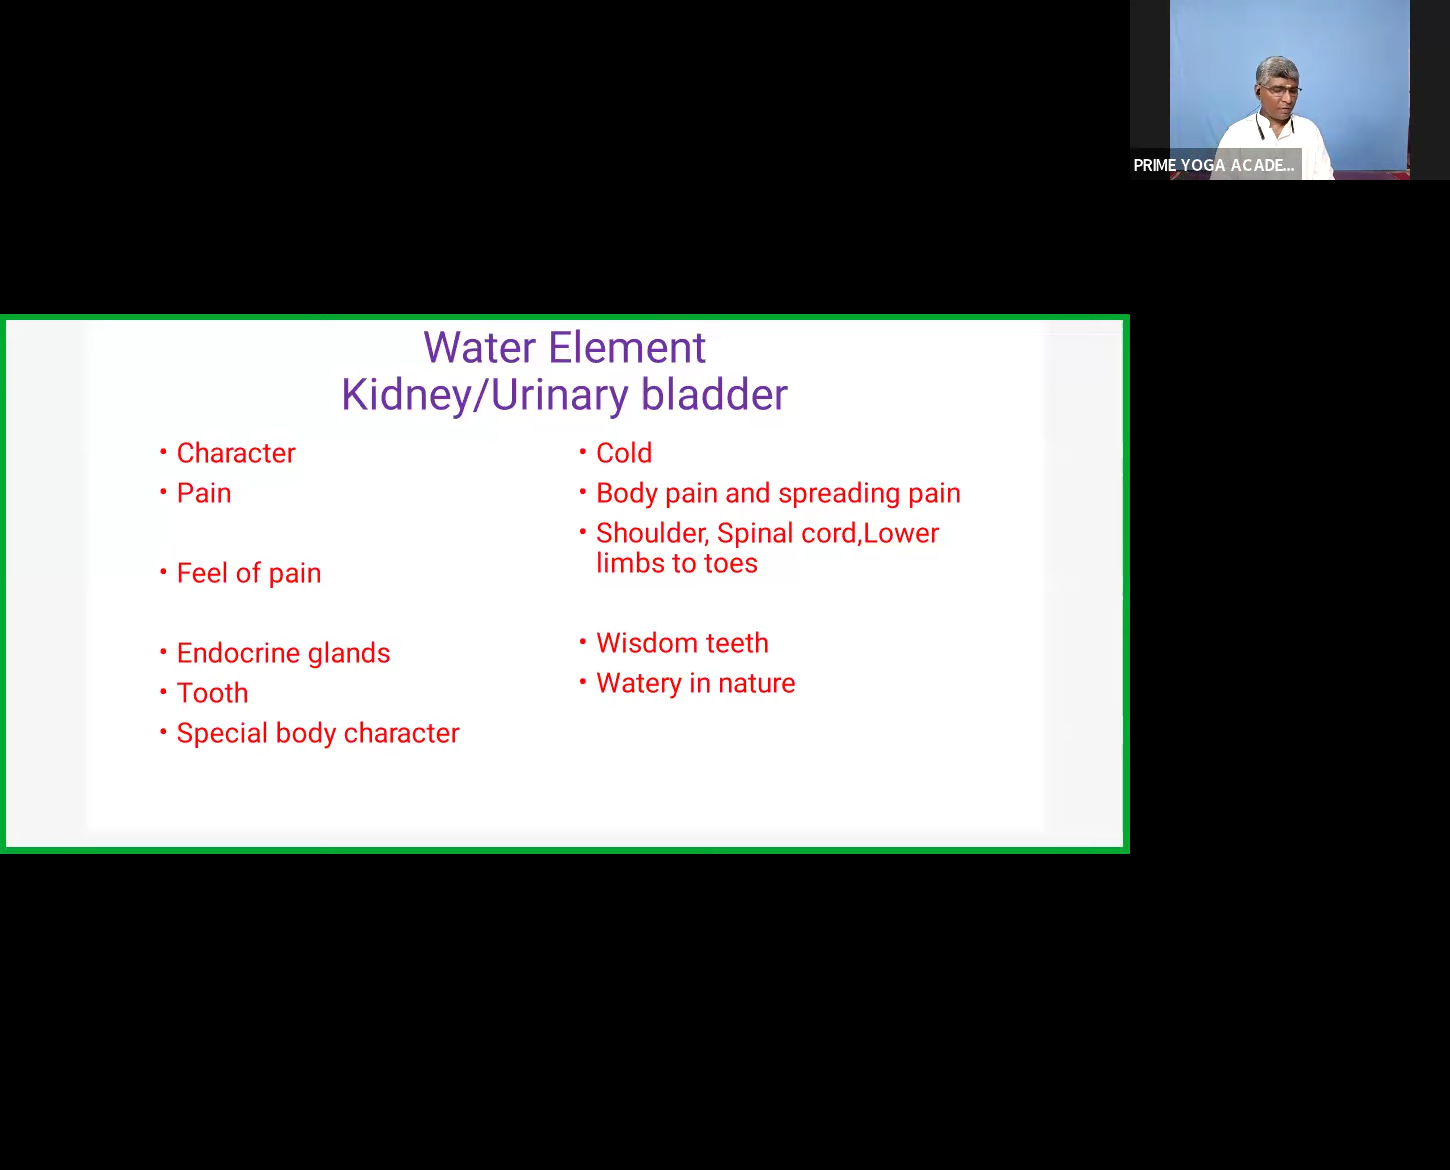 PRIME YOGA ACADE...
Water Element
Kidney/Urinary bladder
• Character
• Pain
• Feel of pain
• Endocrine glands
• Tooth
• Special body character
• Cold
• Body pain and spreading pain
• Shoulder, Spinal cord,Lower
limbs to toes
• Wisdom teeth
• Watery in nature